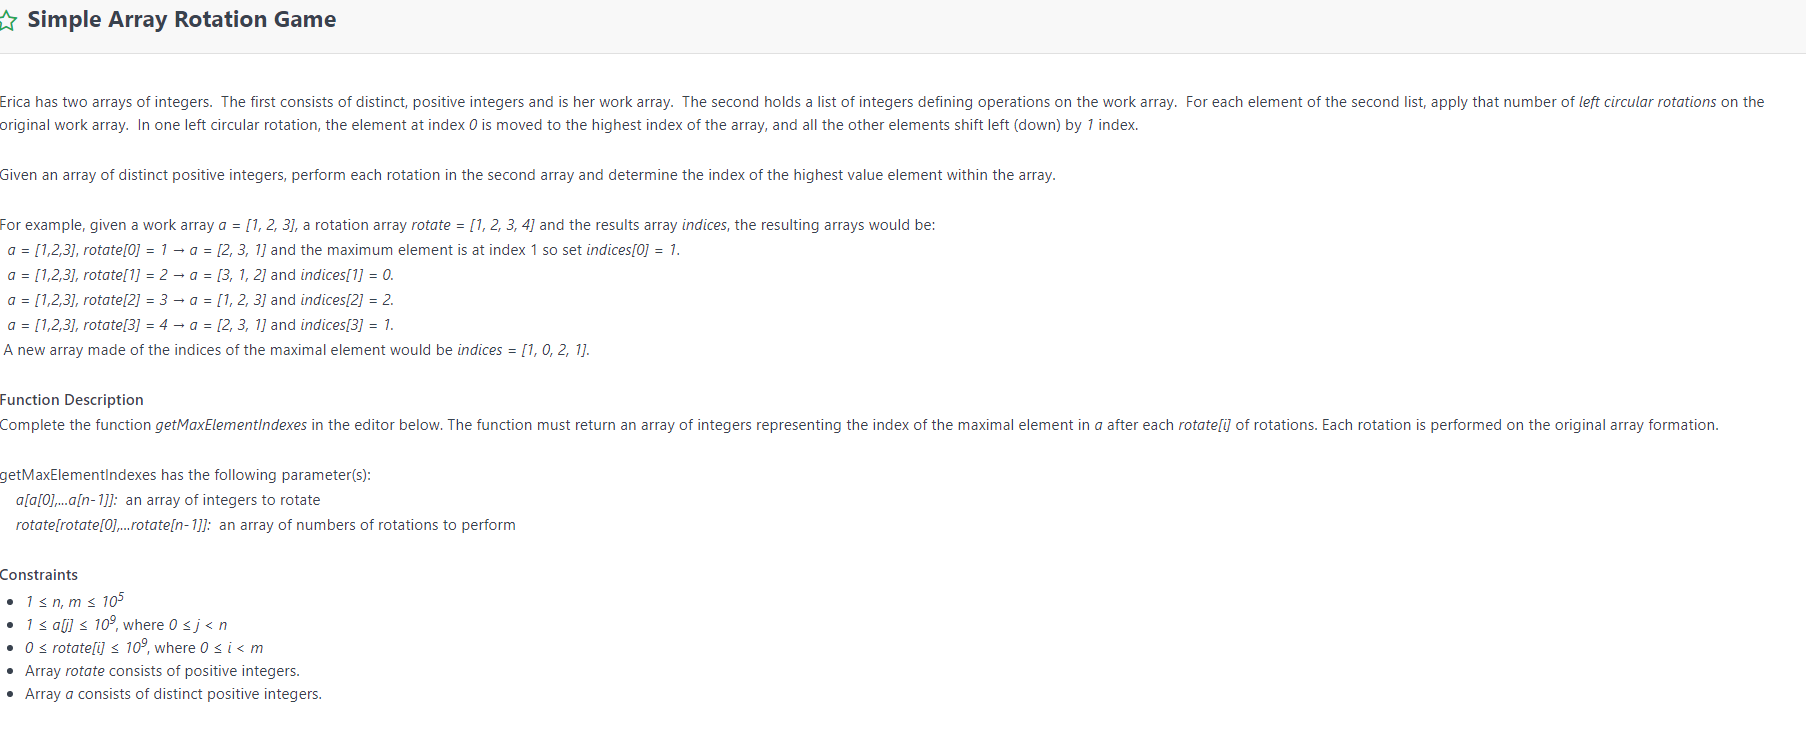 Simple Array Rotation Game
Erica has two arrays of integers.  The first consists of distinct, positive integers and is her work array.  The second holds a list of integers defining operations on the work array.  For each element of the second list, apply that number of left circular rotations on the
original work array.  In one left circular rotation, the element at index 0 is moved to the highest index of the array, and all the other elements shift left (down) by 1 index.
Given an array of distinct positive integers, perform each rotation in the second array and determine the index of the highest value element within the array.
For example, given a work array a = [1, 2, 3], a rotation array rotate = [1, 2, 3, 4] and the results array indices, the resulting arrays would be:
a = [1,2,3], rotate[0] = 1 → a = [2, 3, 1] and the maximum element is at index 1 so set indices[0] = 1.
a = [1,2,3], rotate[1] = 2 → a = [3, 1, 2] and indices[1] = 0.
a = [1,2,3], rotate[2] = 3 → a = [1, 2, 3] and indices[2] = 2.
a = [1,2,3], rotate[3] = 4 → a = [2, 3, 1] and indices[3] = 1.
A new array made of the indices of the maximal element would be indices = [1, 0, 2, 1].
Function Description
Complete the function getMaxElementIndexes in the editor below. The function must return an array of integers representing the index of the maximal element in a after each rotate[i] of rotations. Each rotation is performed on the original array formation.
getMaxElementIndexes has the following parameter(s):
a[a[0],...a[n-1]]:  an array of integers to rotate
rotate[rotate[0],...rotate[n-1]]:  an array of numbers of rotations to perform
Constraints
• 1 ≤ n, m ≤ 10⁵
• 1 ≤ a[j] ≤ 10⁹, where 0 ≤ j < n
• 0 ≤ rotate[i] ≤ 10⁹, where 0 ≤ i < m
• Array rotate consists of positive integers.
• Array a consists of distinct positive integers.